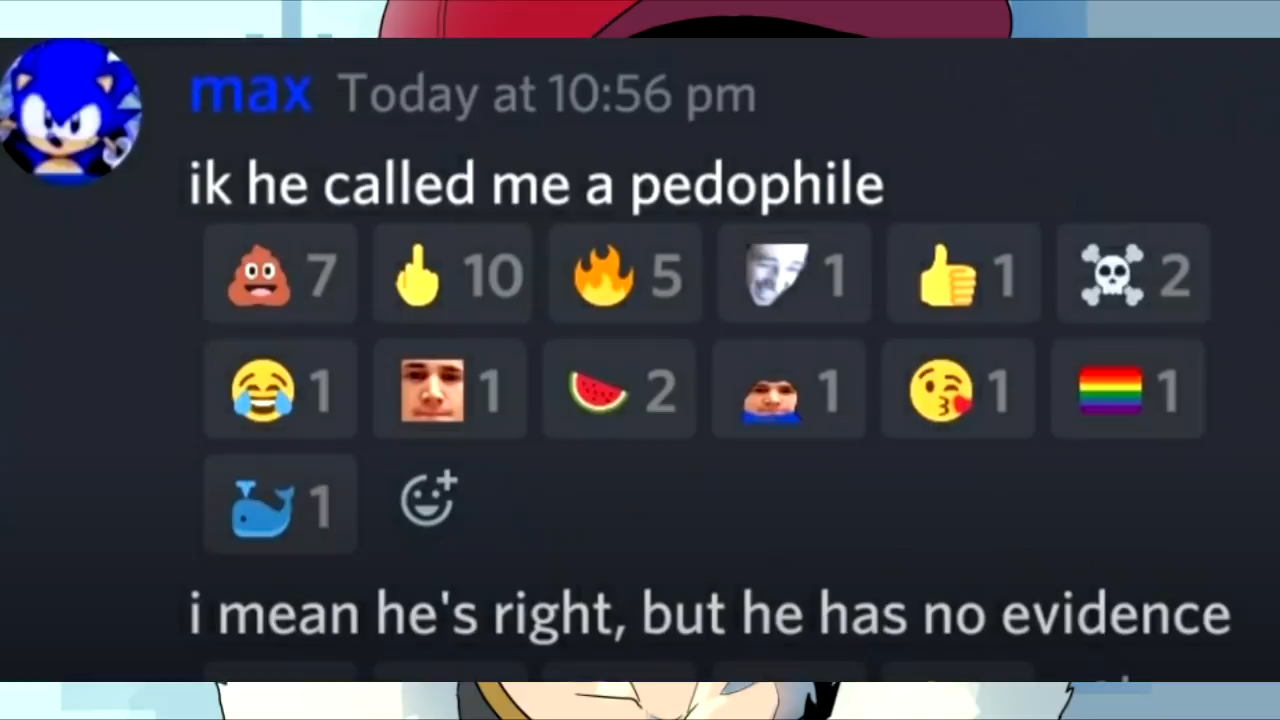 max Today at 10:56 pm
ik he called me a pedophile
7 10 5 1 1 2
1 1 2 1 1 1
1
i mean he's right, but he has no evidence